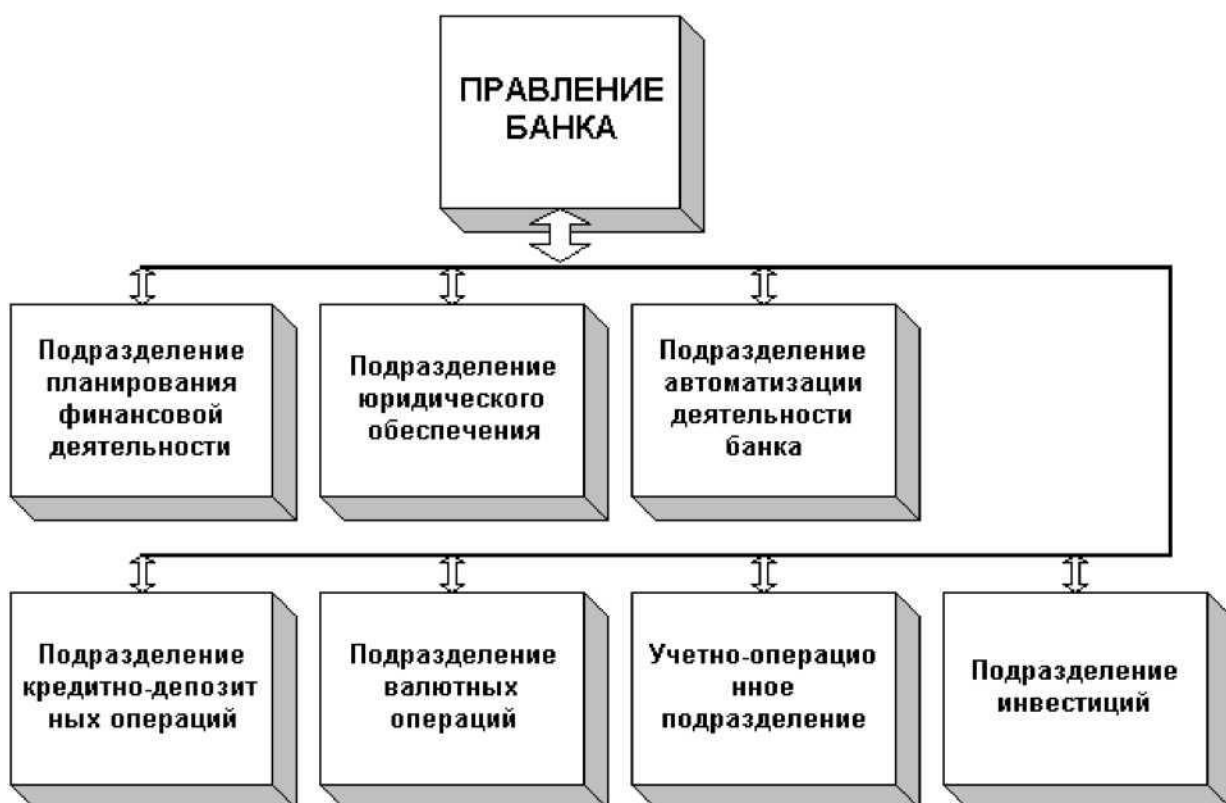 ПРАВЛЕНИЕ
БАНКА
Подразделение
планирования
финансовой
деятельности
Подразделение
юридического
обеспечения
Подразделение
автоматизации
деятельности
банка
Подразделение
кредитно-депозит
ных операций
Подразделение
валютных
операций
Учетно-операцио
нное
подразделение
Подразделение
инвестиций